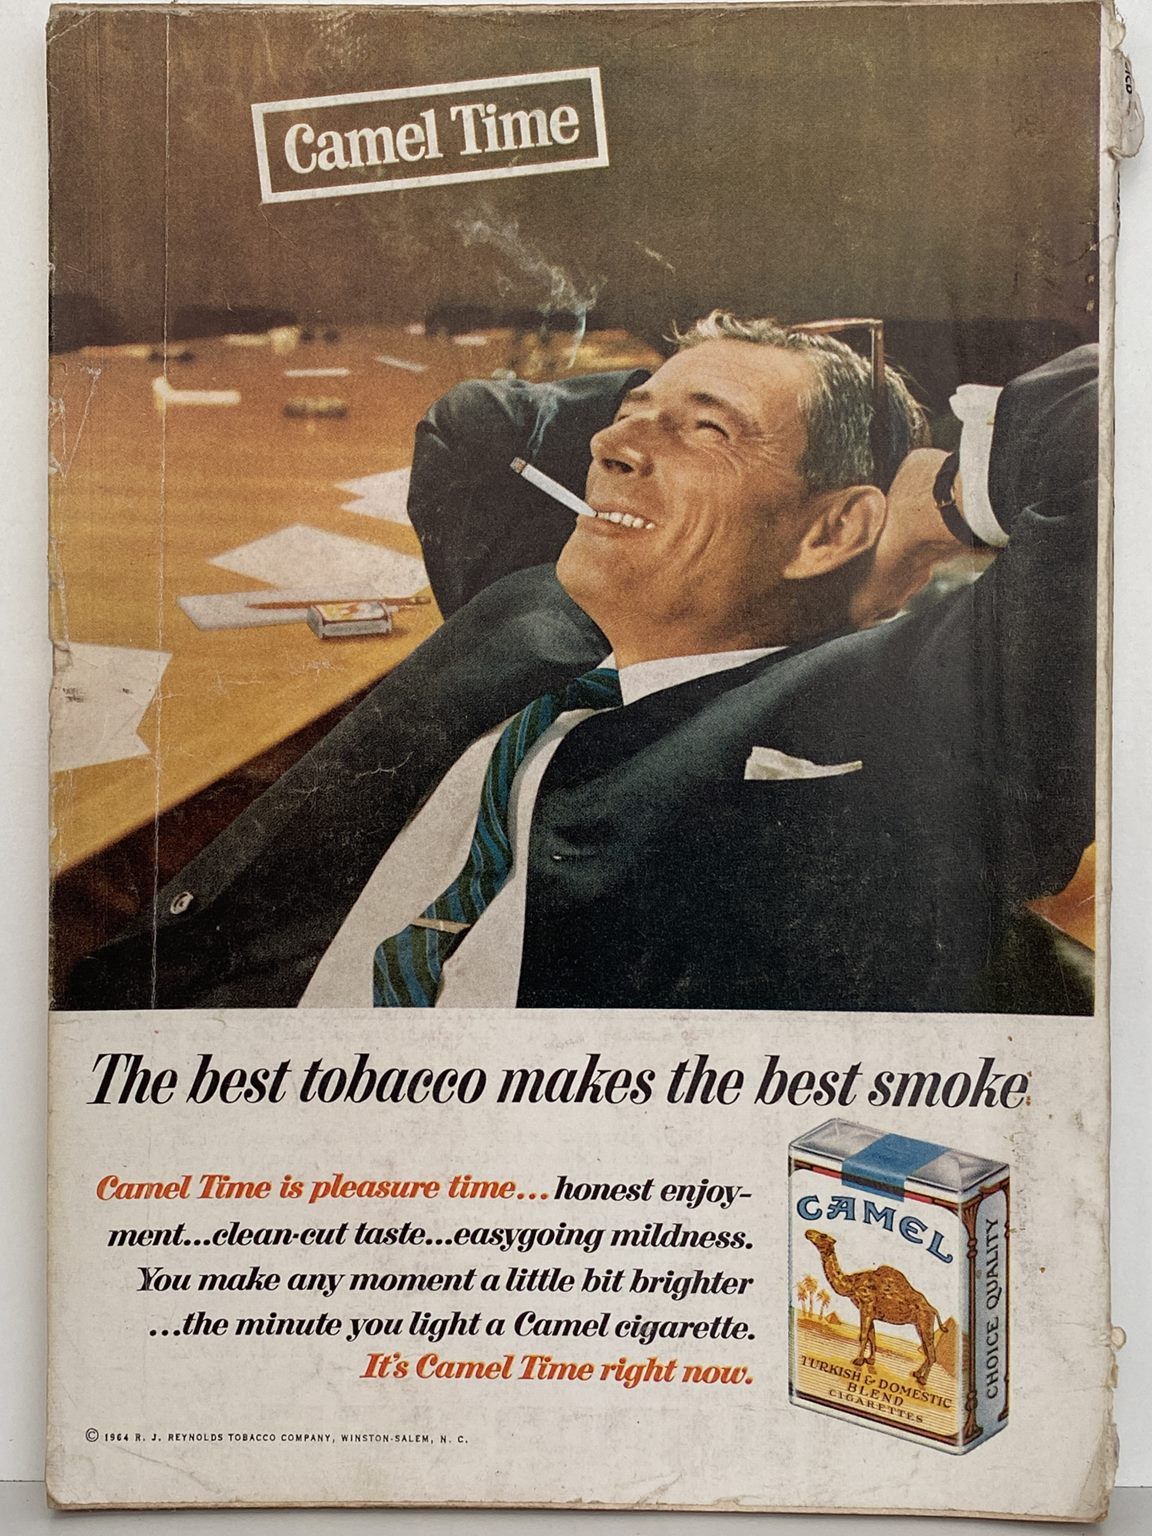 Camel Time
The best tobacco makes the best smoke
Camel Time is pleasure time... honest enjoy-
ment...clean-cut taste...easygoing mildness.
You make any moment a little bit brighter
...the minute you light a Camel cigarette.
It's Camel Time right now.
CAMEL
TURKISH & DOMESTIC
BLEND
CIGARETTES
CHOICE QUALITY
© 1964 R. J. REYNOLDS TOBACCO COMPANY, WINSTON-SALEM, N. C.